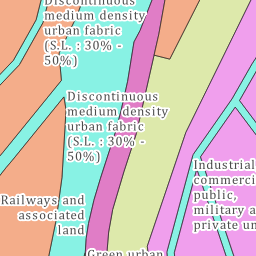 Discontinuous
medium density
urban fabric
(S.L. : 30% -
50%)
Discontinuous
medium density
urban fabric
(S.L. : 30% -
50%)
Industrial
commerci
public,
military a
private un
Railways and
associated
land
Green urban